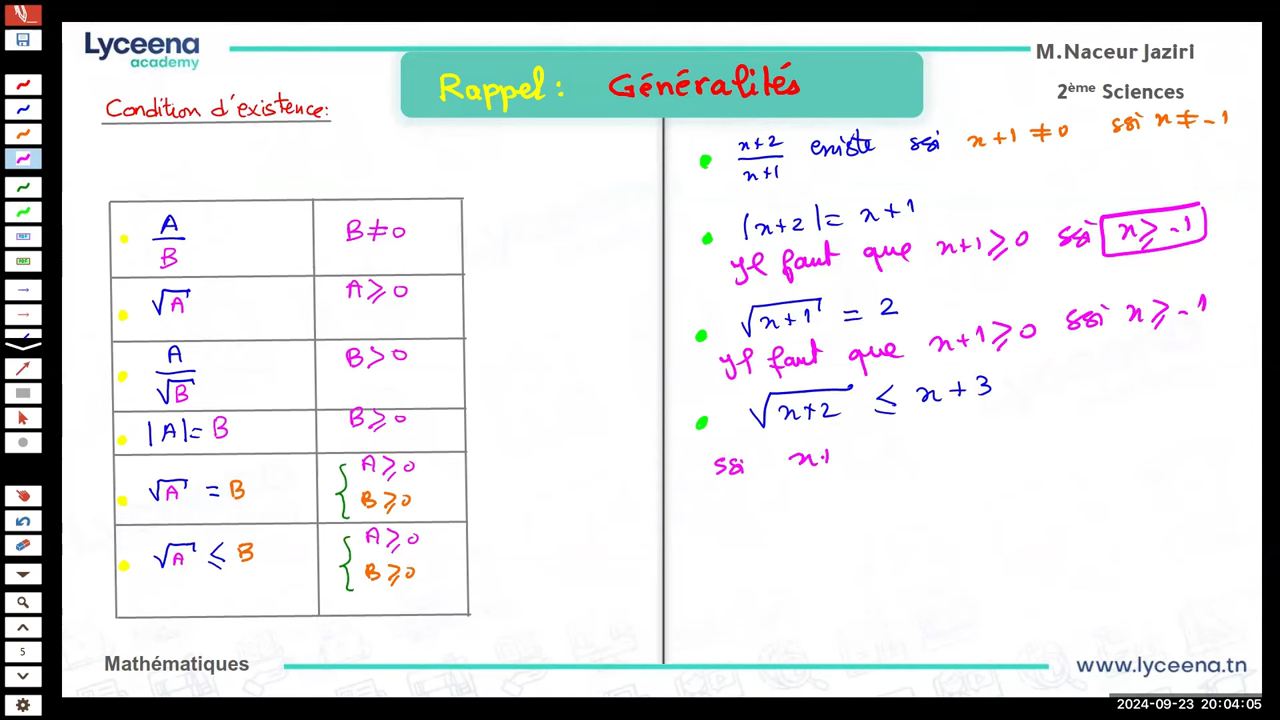 Lyceena
academy
M.Naceur Jaziri
2ème Sciences
Rappel : Généralités
Condition d'existence:
A/B B≠0
√A A≥0
A/√B B>0
|A|= B B≥0
√A = B { A≥0
B≥0
√A ≤ B { A≥0
B≥0
x+2/x+1 existe ssi x+1≠0 ssi x≠-1
|x+2|= x+1
Il faut que x+1≥0 ssi x≥-1
√x+1 = 2
Il faut que x+1≥0 ssi x≥-1
√x+2 ≤ x+3
ssi x+
Mathématiques
www.lyceena.tn
5
2024-09-23 20:04:05